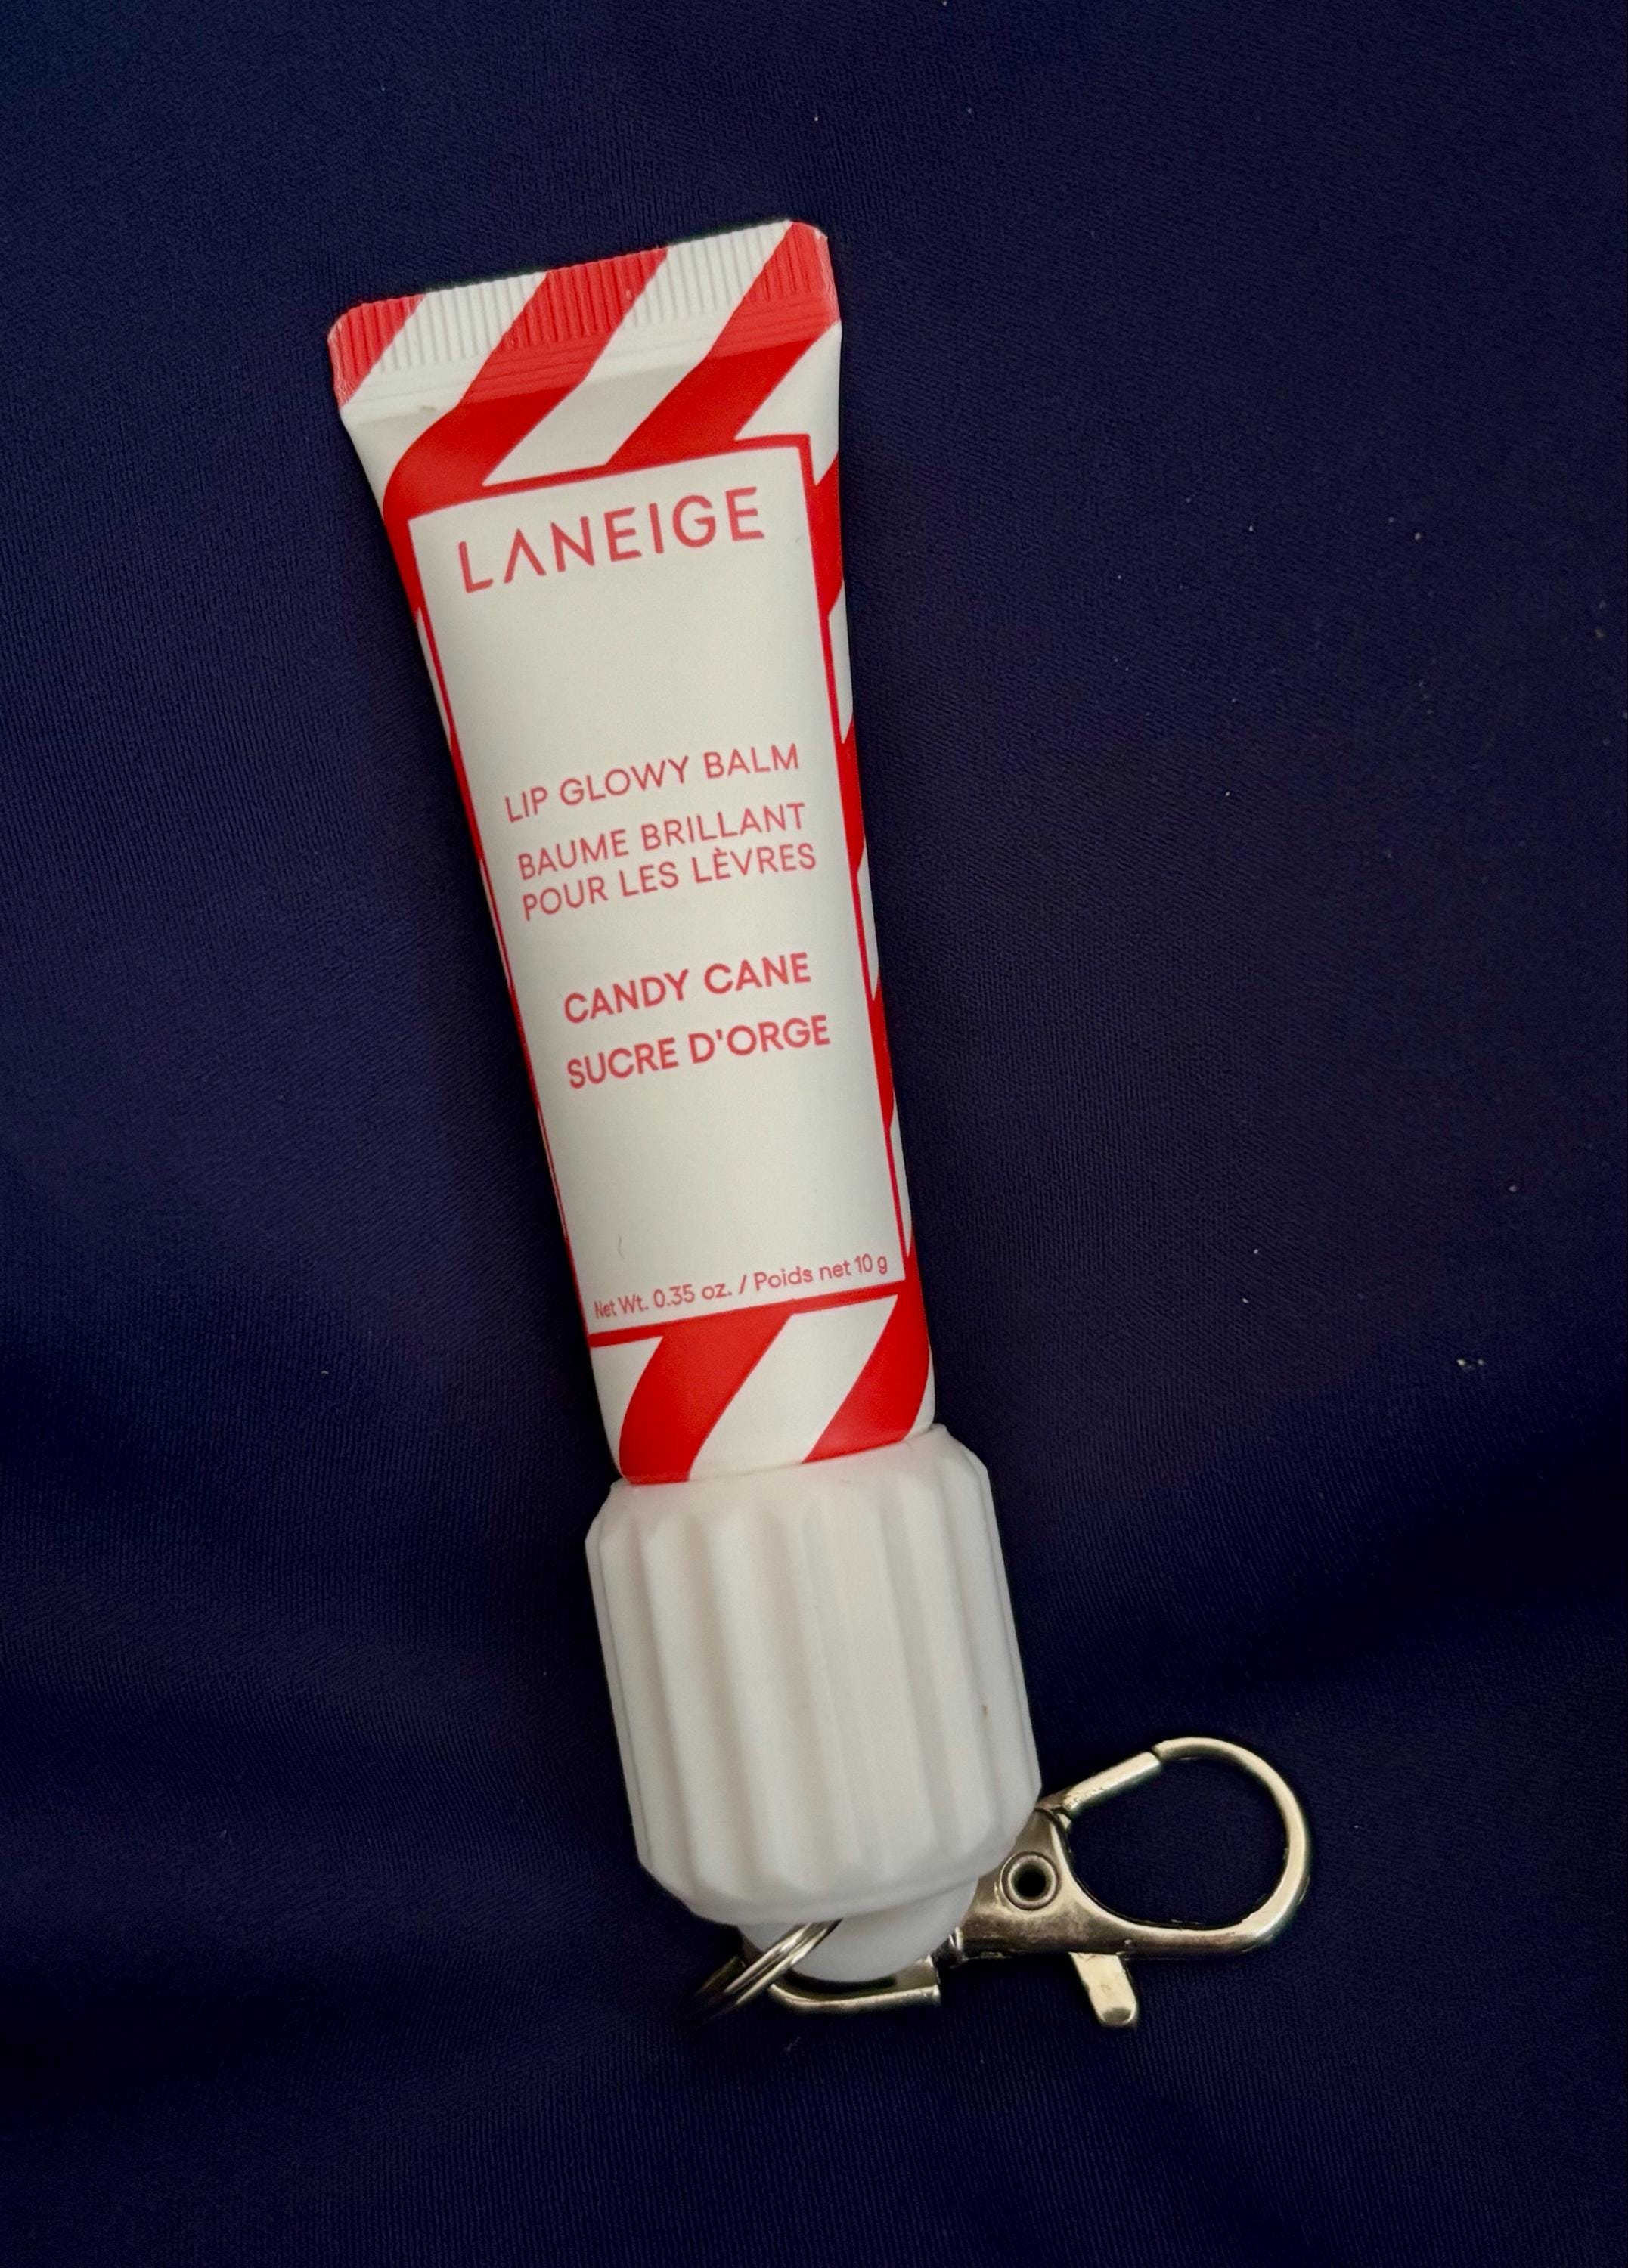 LANEIGE
LIP GLOWY BALM
BAUME BRILLANT
POUR LES LÈVRES
CANDY CANE
SUCRE D'ORGE
Net Wt. 0.35 oz. / Poids net 10 g